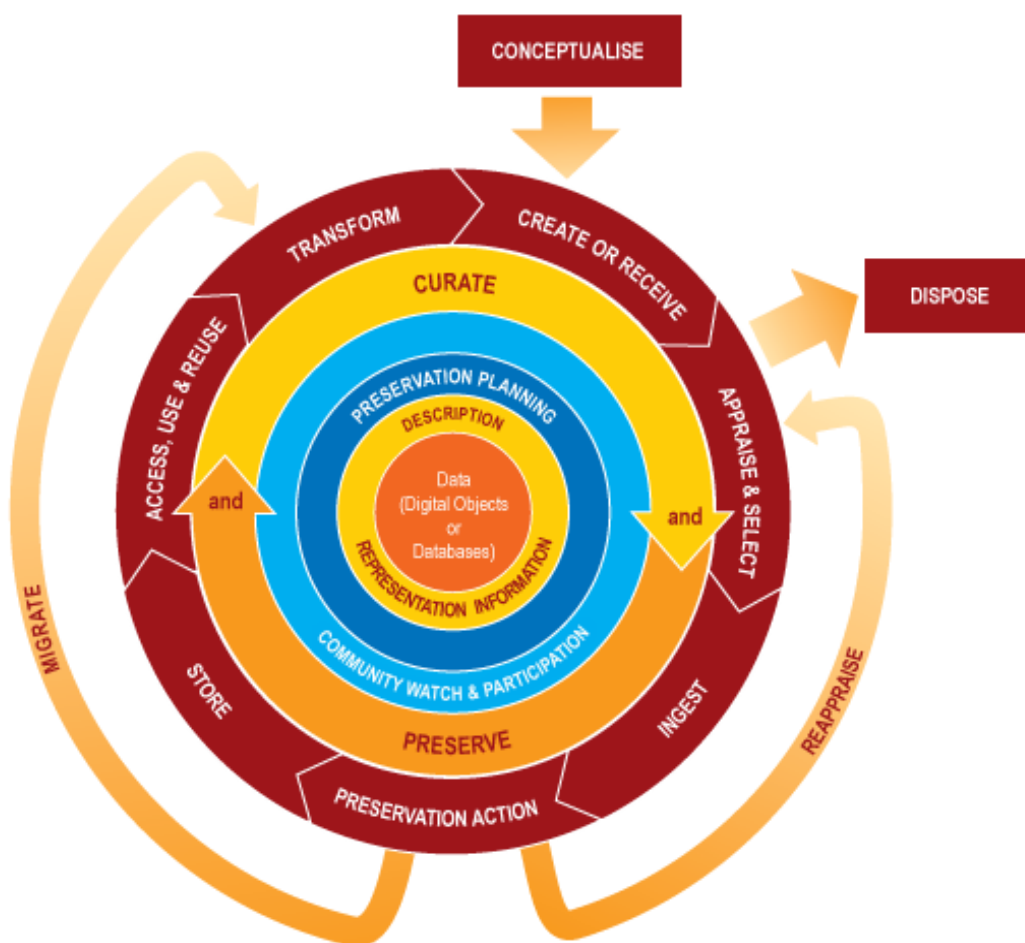 CONCEPTUALISE
TRANSFORM
CREATE OR RECEIVE
CURATE
DISPOSE
ACCESS, USE & REUSE
PRESERVATION PLANNING
APPRAISE & SELECT
DESCRIPTION
Data
(Digital Objects
or
Databases)
and
and
REPRESENTATION INFORMATION
COMMUNITY WATCH & PARTICIPATION
MIGRATE
STORE
INGEST
REAPPRAISE
PRESERVE
PRESERVATION ACTION